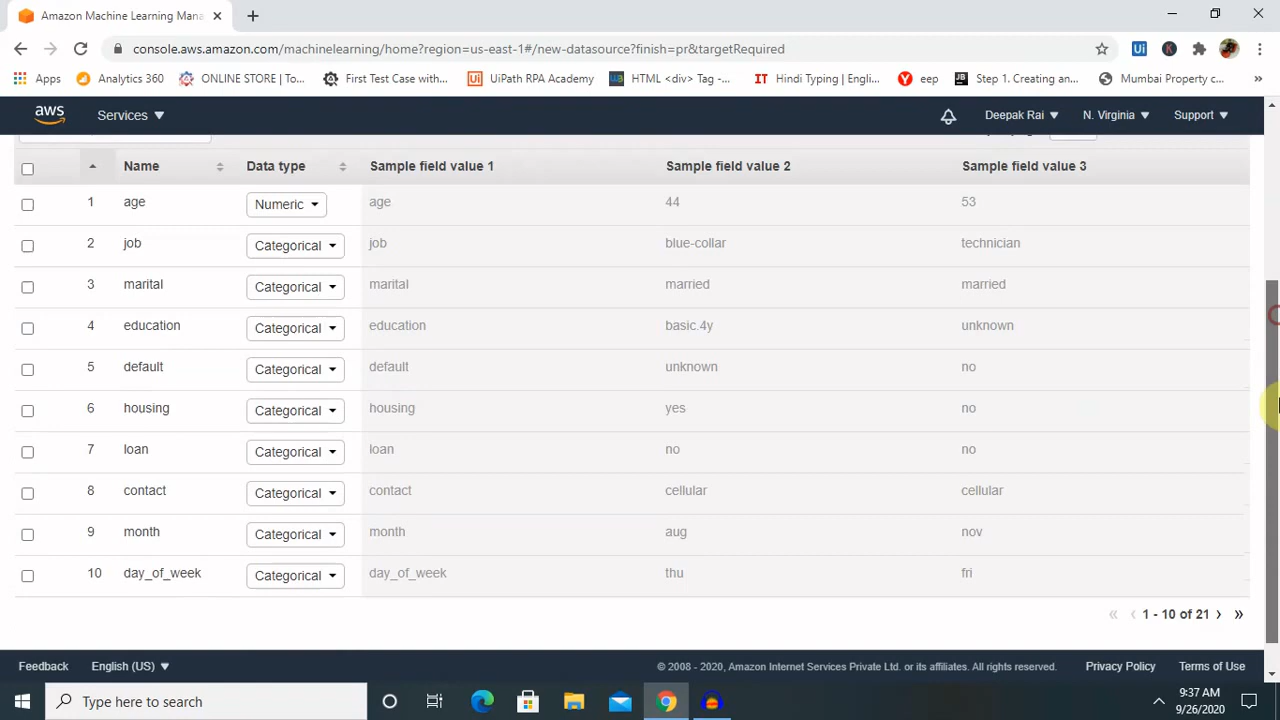 Amazon Machine Learning Mana
console.aws.amazon.com/machinelearning/home?region=us-east-1#/new-datasource?finish=pr&targetRequired
Apps Analytics 360 ONLINE STORE | To... First Test Case with... UiPath RPA Academy HTML <div> Tag -... IT Hindi Typing | Engli... eep Step 1. Creating an... Mumbai Property c... »
aws Services Deepak Rai N. Virginia Support
Name Data type Sample field value 1 Sample field value 2 Sample field value 3
1 age Numeric age 44 53
2 job Categorical job blue-collar technician
3 marital Categorical marital married married
4 education Categorical education basic.4y unknown
5 default Categorical default unknown no
6 housing Categorical housing yes no
7 loan Categorical loan no no
8 contact Categorical contact cellular cellular
9 month Categorical month aug nov
10 day_of_week Categorical day_of_week thu fri
« ‹ 1 - 10 of 21 › »
Feedback English (US) © 2008 - 2020, Amazon Internet Services Private Ltd. or its affiliates. All rights reserved. Privacy Policy Terms of Use
Type here to search
9:37 AM
9/26/2020